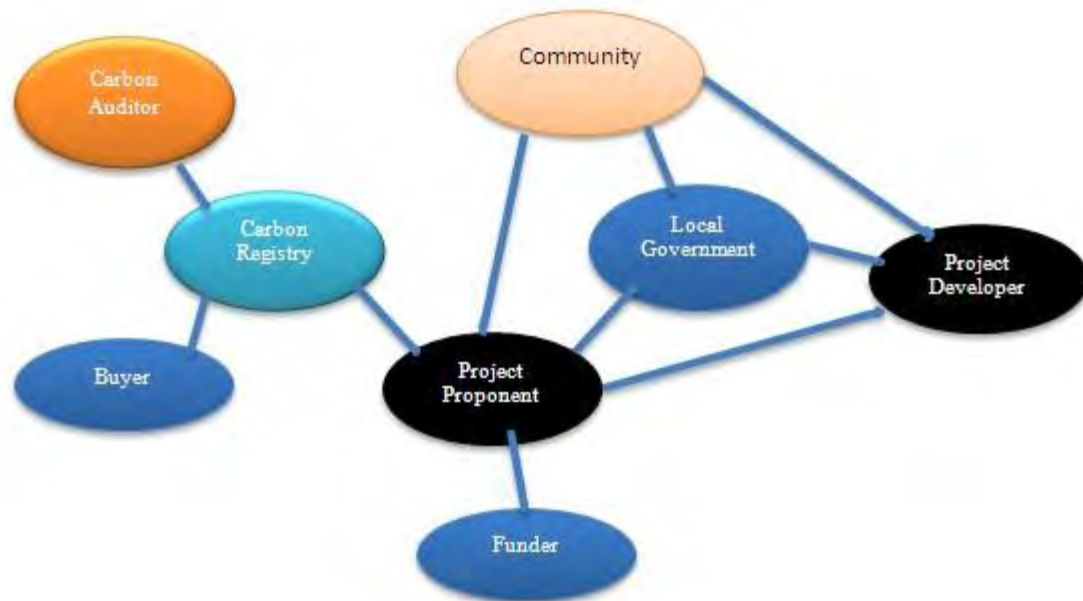 Community
Carbon
Auditor
Carbon
Registry
Local
Government
Project
Developer
Buyer
Project
Proponent
Funder